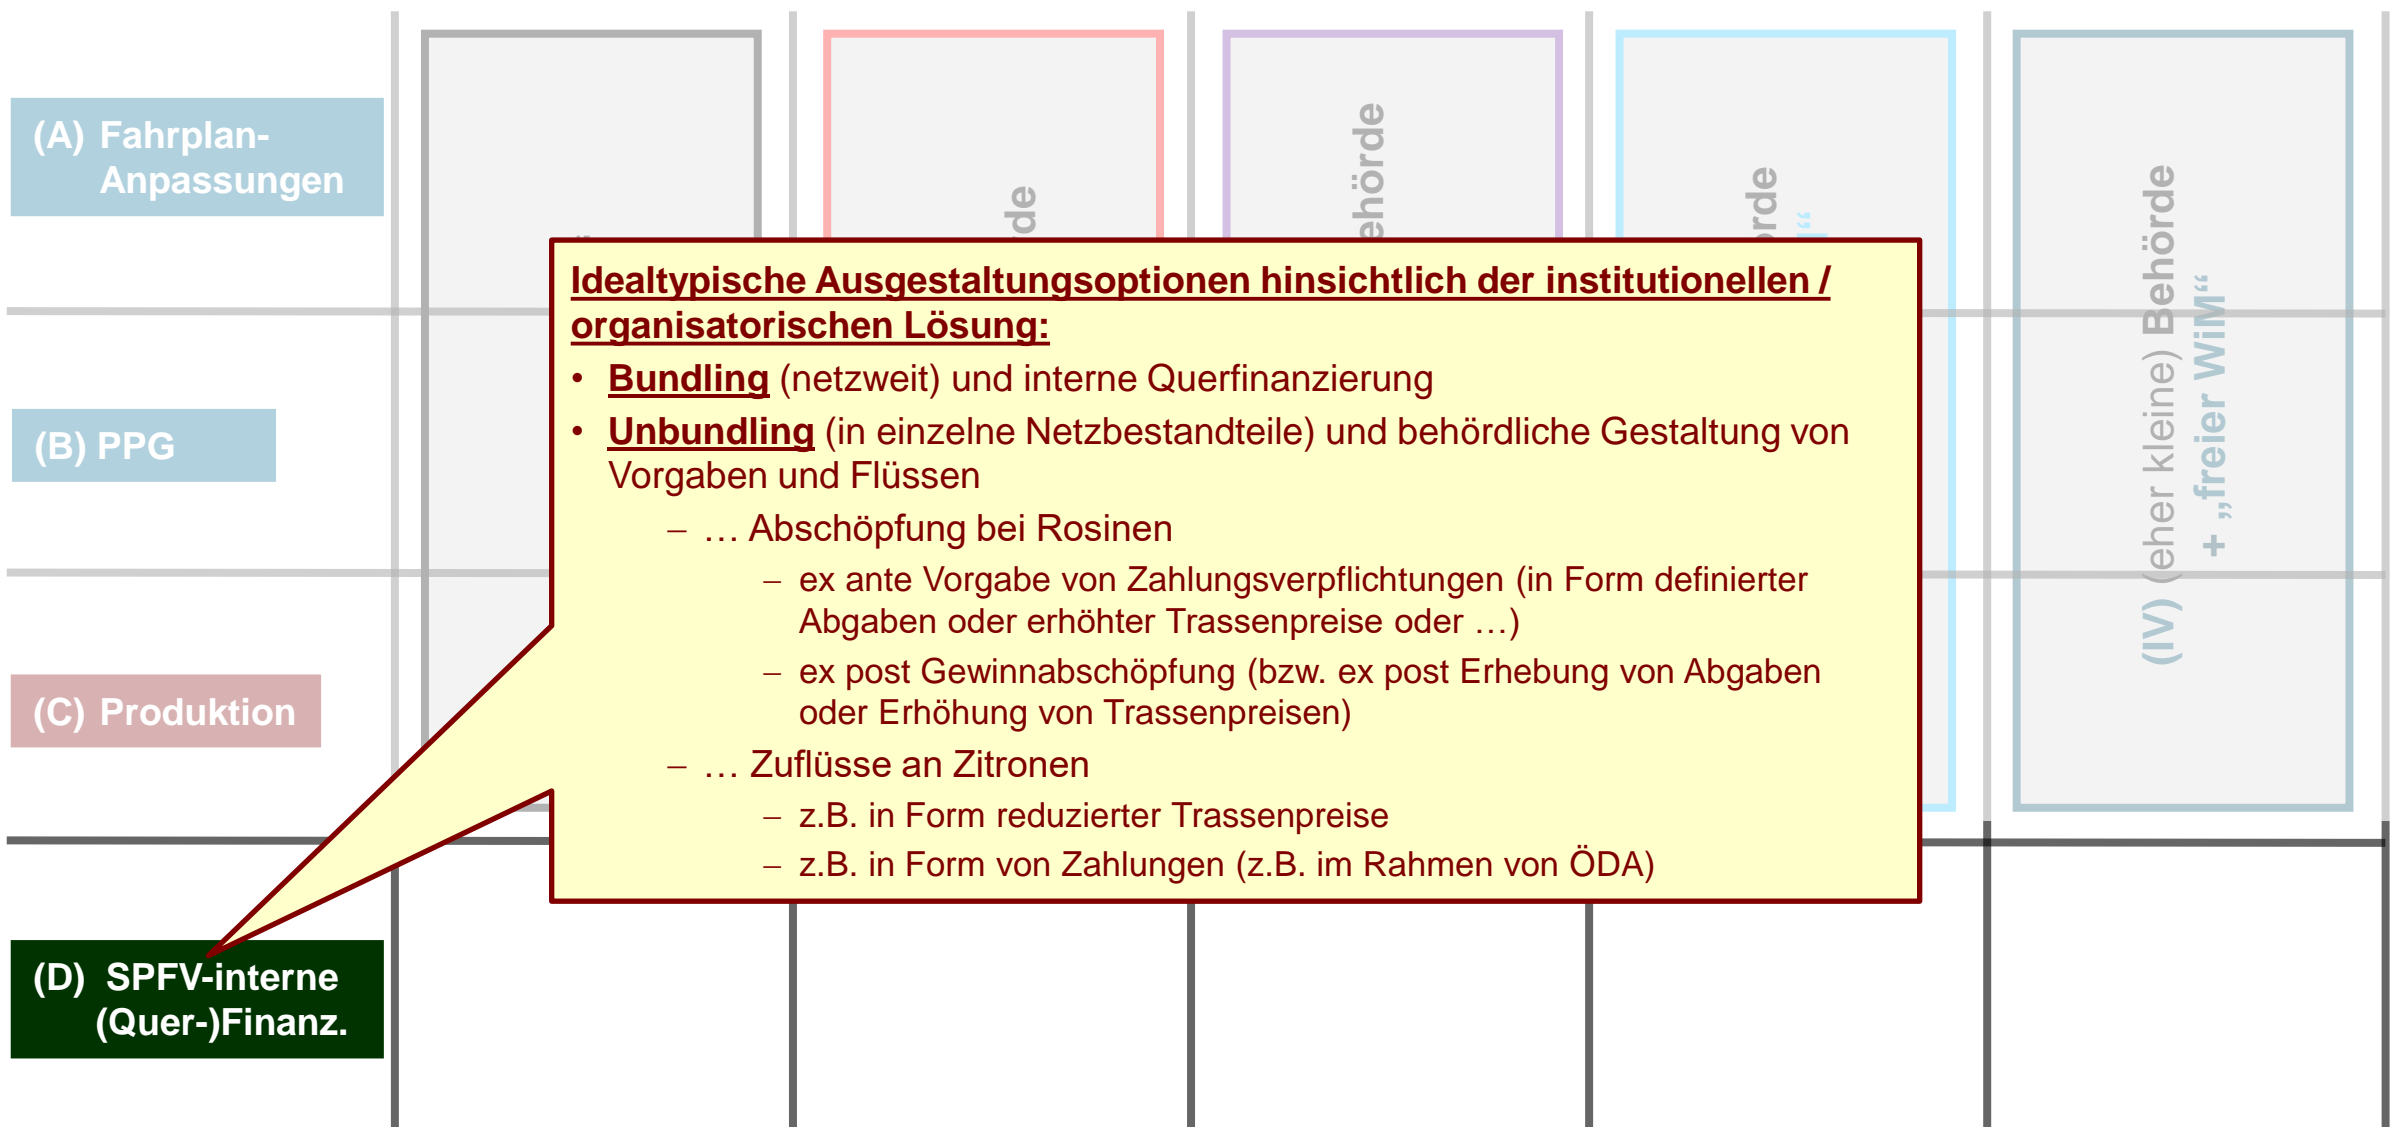 (A) Fahrplan-
Anpassungen
(B) PPG
(C) Produktion
(D) SPFV-interne
(Quer-)Finanz.
Idealtypische Ausgestaltungsoptionen hinsichtlich der institutionellen /
organisatorischen Lösung:
• Bundling (netzweit) und interne Querfinanzierung
• Unbundling (in einzelne Netzbestandteile) und behördliche Gestaltung von
Vorgaben und Flüssen
– … Abschöpfung bei Rosinen
– ex ante Vorgabe von Zahlungsverpflichtungen (in Form definierter
Abgaben oder erhöhter Trassenpreise oder …)
– ex post Gewinnabschöpfung (bzw. ex post Erhebung von Abgaben
oder Erhöhung von Trassenpreisen)
– … Zuflüsse an Zitronen
– z.B. in Form reduzierter Trassenpreise
– z.B. in Form von Zahlungen (z.B. im Rahmen von ÖDA)
(IV) (eher kleine) Behörde
+ „freier WiM“